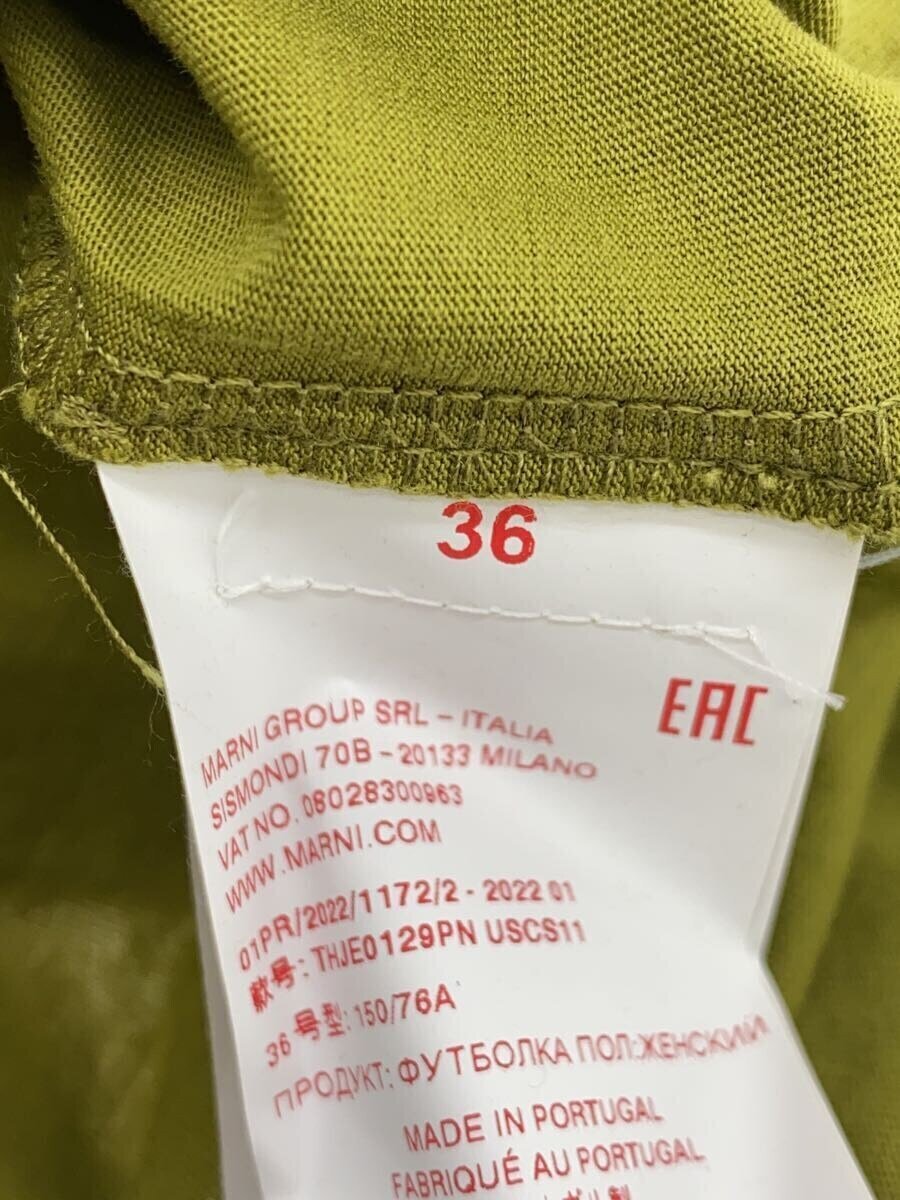 36
EAC
MARNI GROUP SRL - ITALIA
SISMONDI 70B - 20133 MILANO
VAT NO. 08028300963
WWW.MARNI.COM
01PR/2022/1172/2 - 2022 01
款号: THJE0129PN USCS11
36 号型: 150/76A
ПРОДУКТ: ФУТБОЛКА ПОЛ:ЖЕНСКИЙ
MADE IN PORTUGAL
FABRIQUÉ AU PORTUGAL